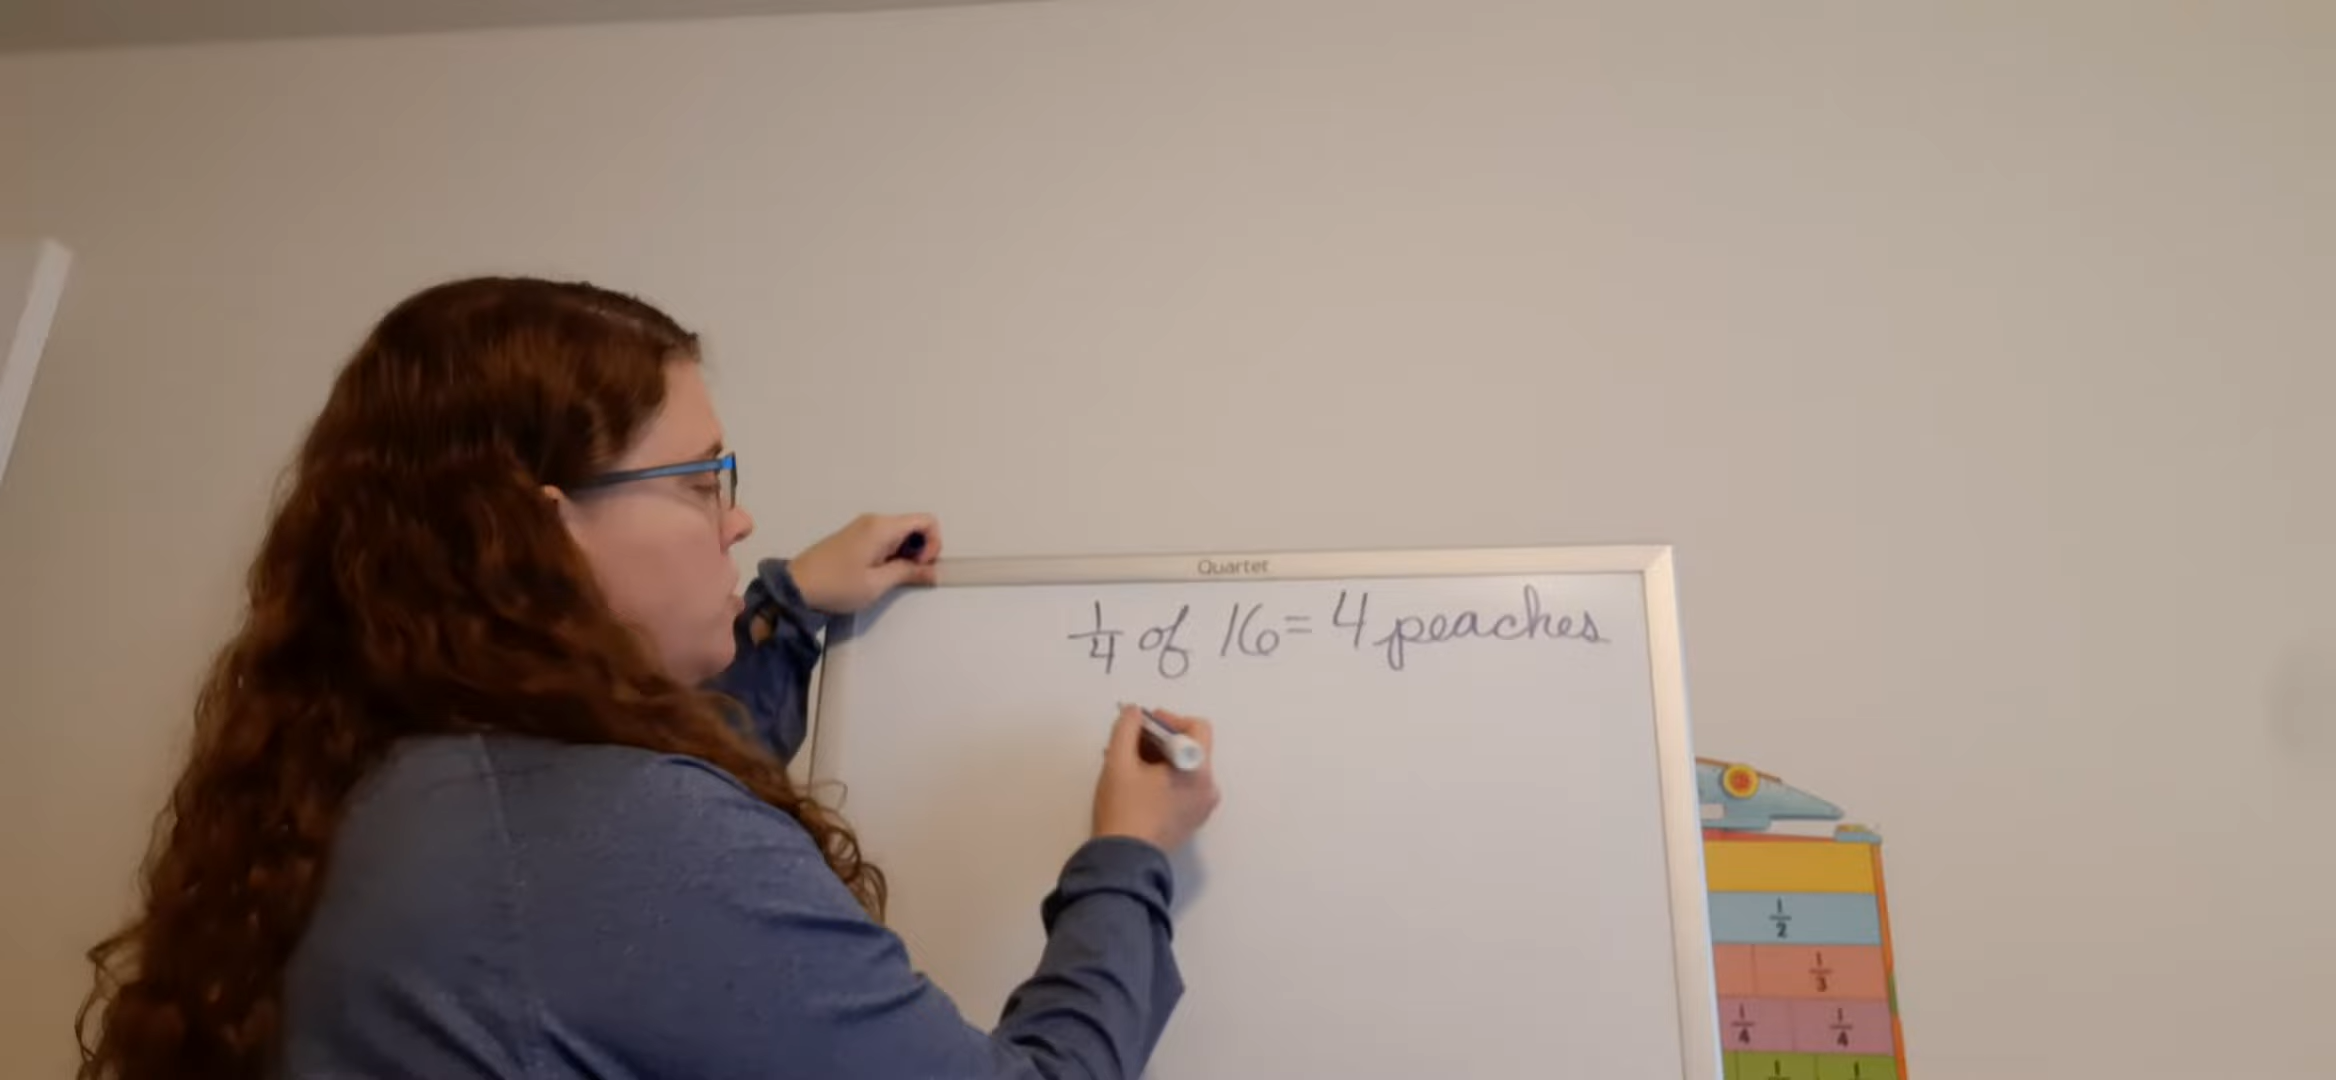 Quartet
1/4 of 16 = 4 peaches
1/2
1/3
1/4 1/4